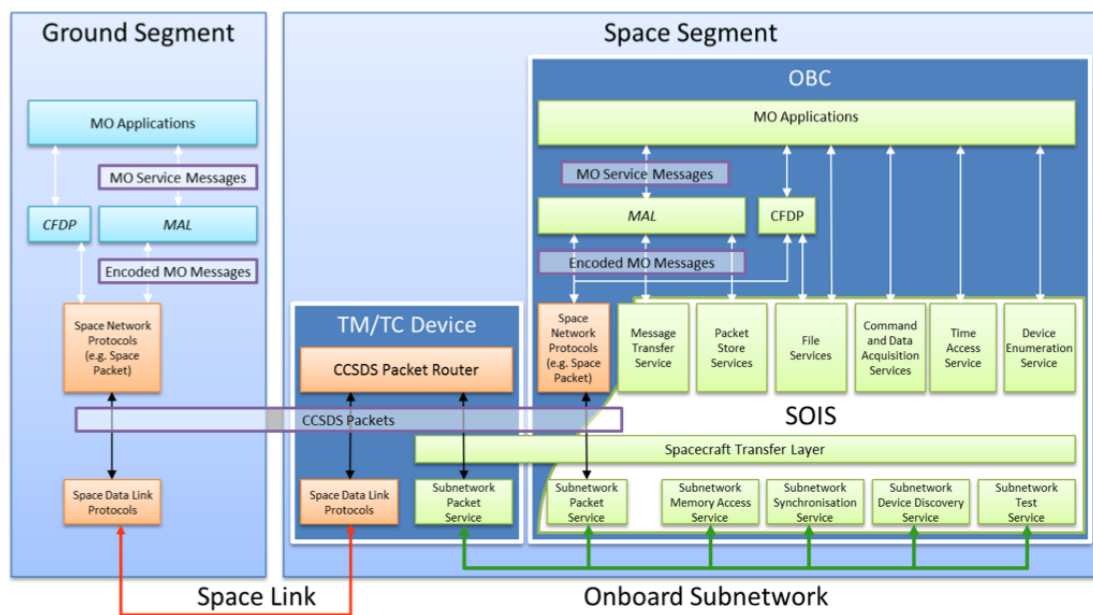 Ground Segment
Space Segment
OBC
MO Applications
MO Applications
MO Service Messages
MO Service Messages
CFDP
MAL
MAL
CFDP
Encoded MO Messages
Encoded MO Messages
Space Network
Protocols
(e.g. Space
Packet)
TM/TC Device
CCSDS Packet Router
Space
Network
Protocols
(e.g. Space
Packet)
Message
Transfer
Service
Packet
Store
Services
File
Services
Command
and Data
Acquisition
Services
Time
Access
Service
Device
Enumeration
Service
CCSDS Packets
SOIS
Spacecraft Transfer Layer
Space Data Link
Protocols
Space Data Link
Protocols
Subnetwork
Packet
Service
Subnetwork
Packet
Service
Subnetwork
Memory Access
Service
Subnetwork
Synchronisation
Service
Subnetwork
Device Discovery
Service
Subnetwork
Test
Service
Space Link
Onboard Subnetwork